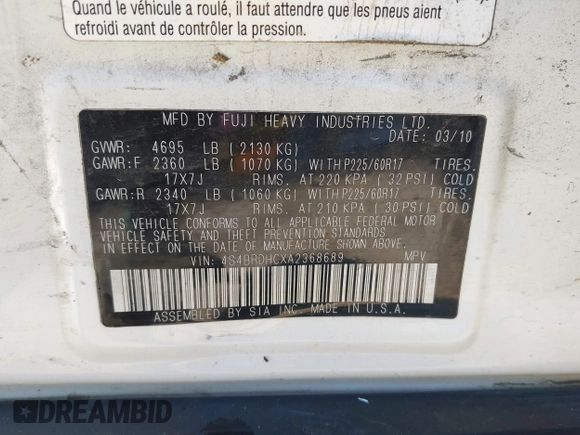 Quand le véhicule a roulé, il faut attendre que les pneus aient
refroidi avant de contrôler la pression.
MFD BY FUJI HEAVY INDUSTRIES LTD.
DATE: 03/10
GVWR: 4695 LB (2130 KG)
GAWR:F 2360 LB (1070 KG) WITH P225/60R17 TIRES.
17X7J RIMS. AT 220 KPA (32 PSI) COLD
GAWR:R 2340 LB (1060 KG) WITH P225/60R17 TIRES.
17X7J RIMS. AT 210 KPA (30 PSI) COLD
THIS VEHICLE CONFORMS TO ALL APPLICABLE FEDERAL MOTOR
VEHICLE SAFETY AND THEFT PREVENTION STANDARDS
IN EFFECT ON THE DATE OF MANUFACTURE SHOWN ABOVE.
VIN: 4S4BRDHCXA2368689 MPV
ASSEMBLED BY SIA INC. MADE IN U.S.A.
DREAMBID